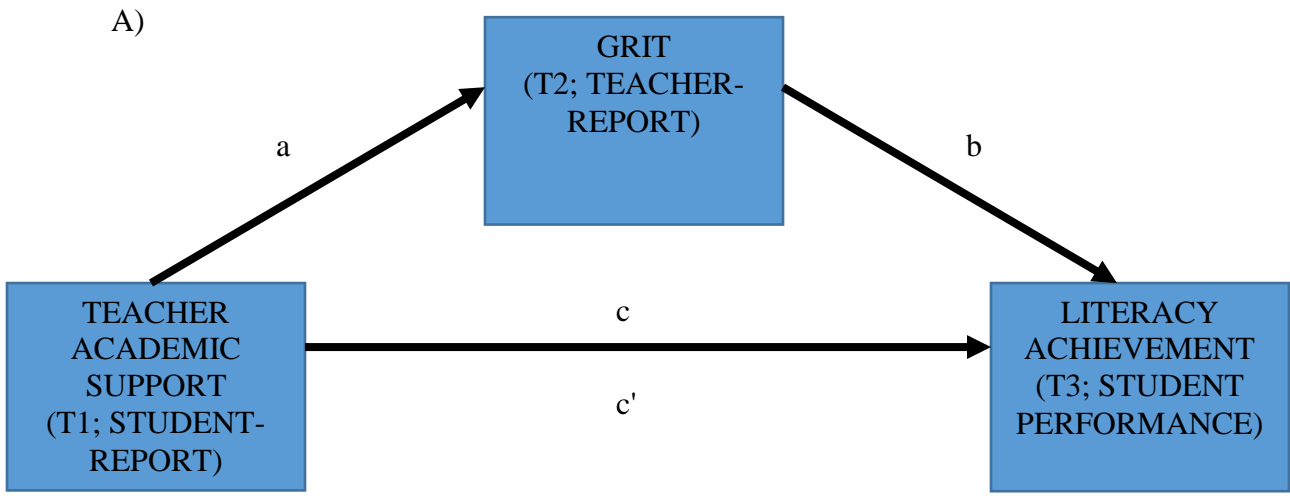 A)
GRIT
(T2; TEACHER-
REPORT)
a
b
TEACHER
ACADEMIC
SUPPORT
(T1; STUDENT-
REPORT)
c
c'
LITERACY
ACHIEVEMENT
(T3; STUDENT
PERFORMANCE)